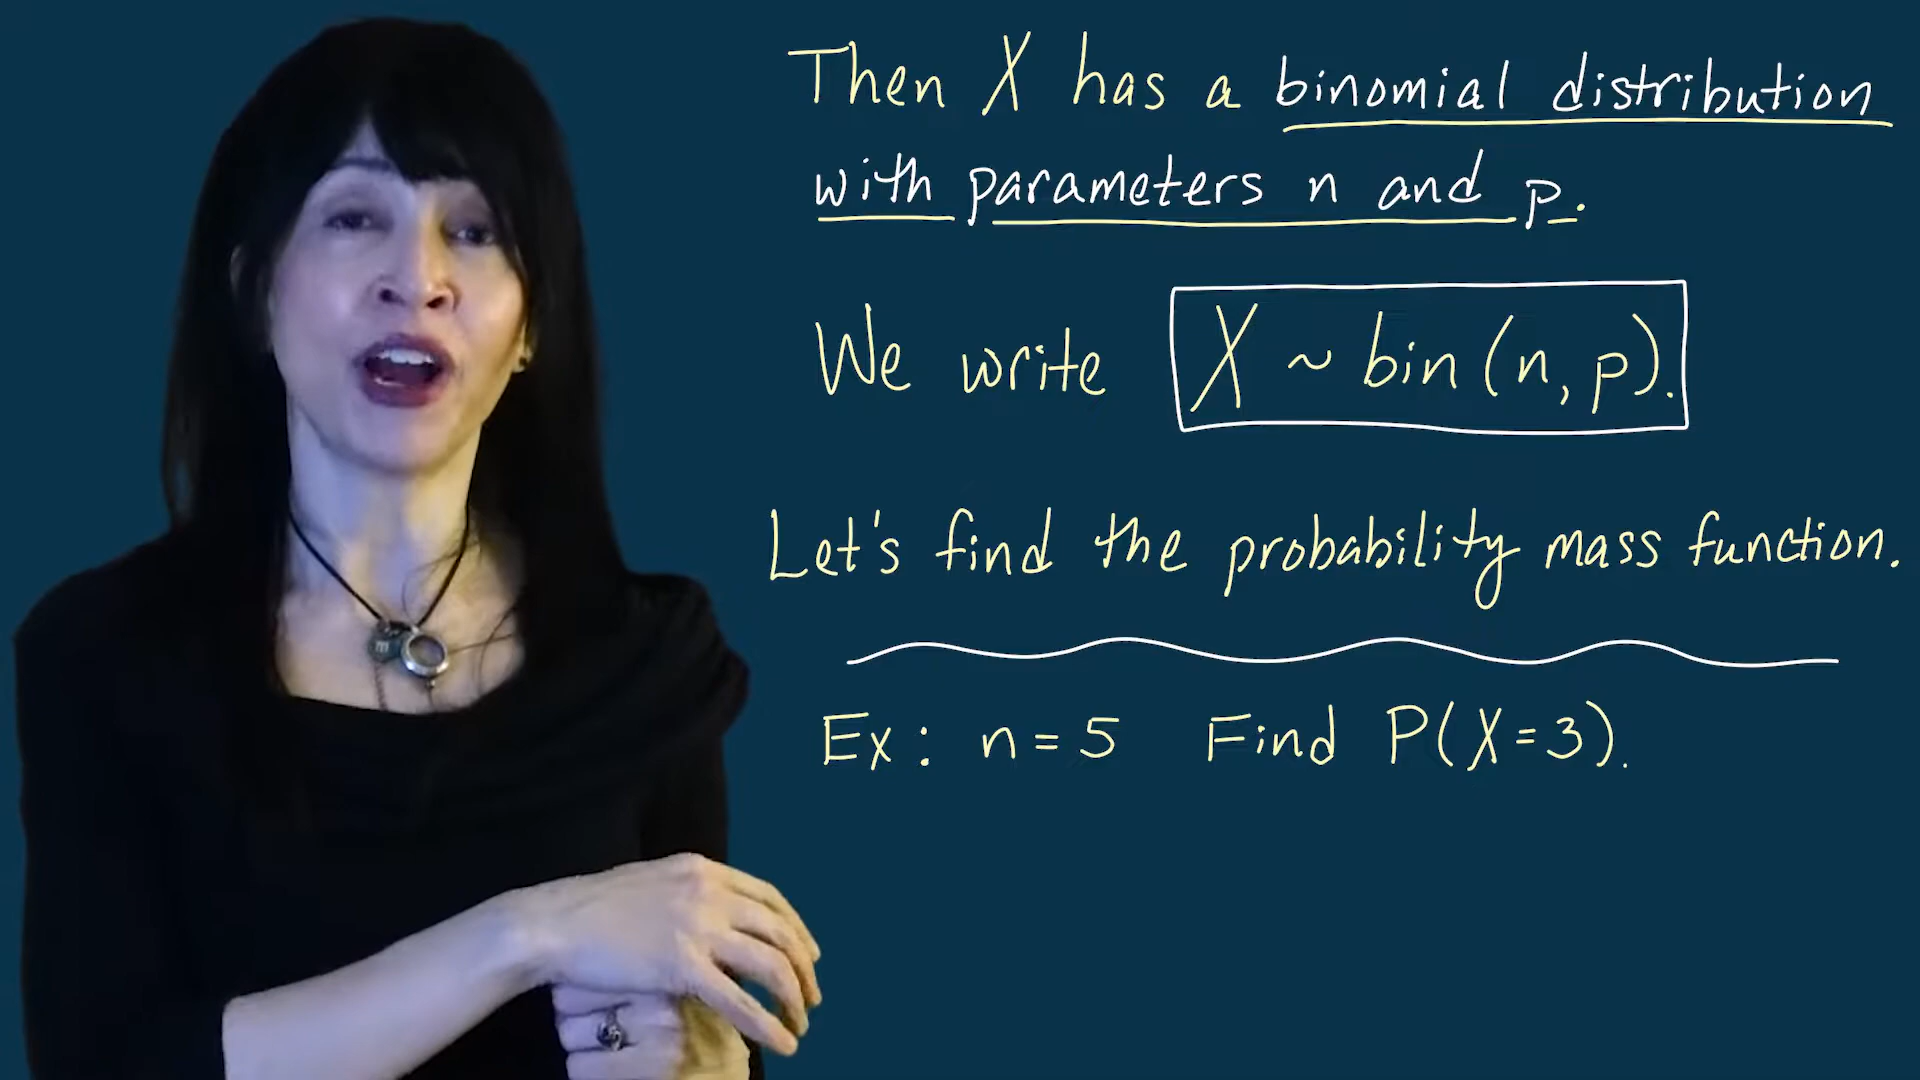 Then X has a binomial distribution
with parameters n and p.
We write X ~ bin (n, p).
Let's find the probability mass function.
Ex: n = 5 Find P(X=3).
m